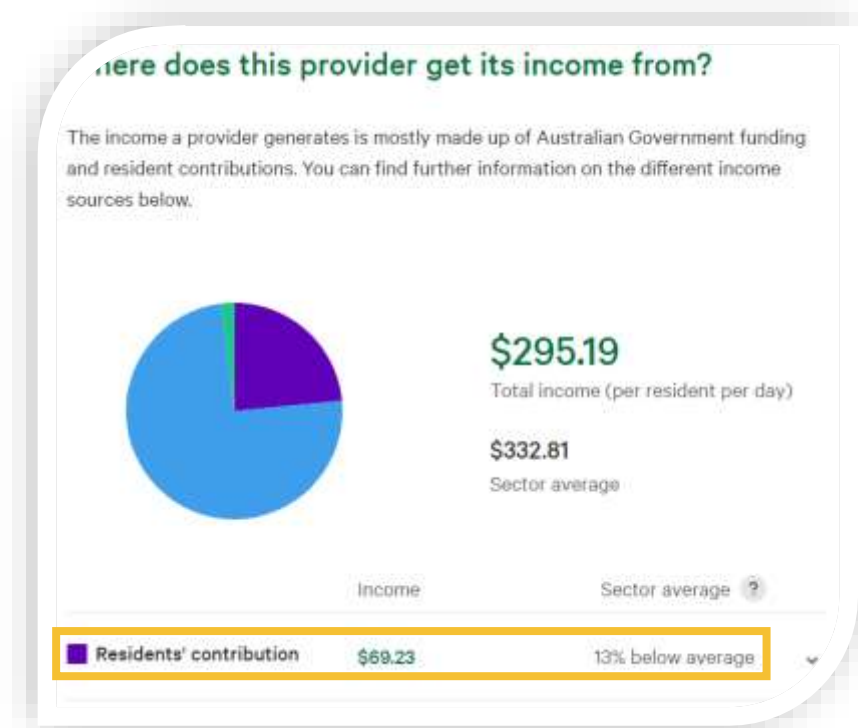 here does this provider get its income from?
The income a provider generates is mostly made up of Australian Government funding
and resident contributions. You can find further information on the different income
sources below.
$295.19
Total income (per resident per day)
$332.81
Sector average
Income Sector average ?
Residents' contribution $69.23 13% below average